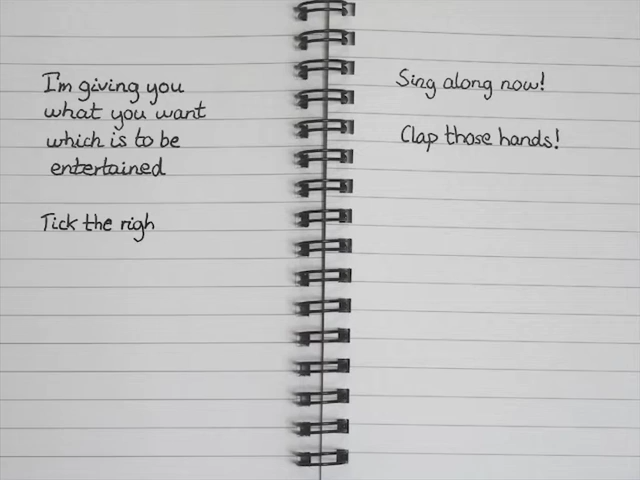 I'm giving you
what you want
which is to be
entertained
Tick the righ
Sing along now!
Clap those hands!